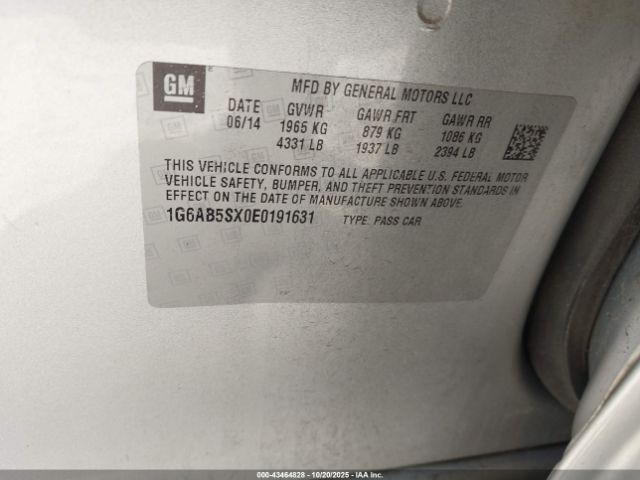 GM
MFD BY GENERAL MOTORS LLC
DATE GVWR GAWR FRT GAWR RR
06/14 1965 KG 879 KG 1086 KG
4331 LB 1937 LB 2394 LB
THIS VEHICLE CONFORMS TO ALL APPLICABLE U.S. FEDERAL MOTOR
VEHICLE SAFETY, BUMPER, AND THEFT PREVENTION STANDARDS IN
EFFECT ON THE DATE OF MANUFACTURE SHOWN ABOVE.
1G6AB5SX0E0191631 TYPE: PASS CAR
000-43464828 - 10/20/2025 - IAA Inc.